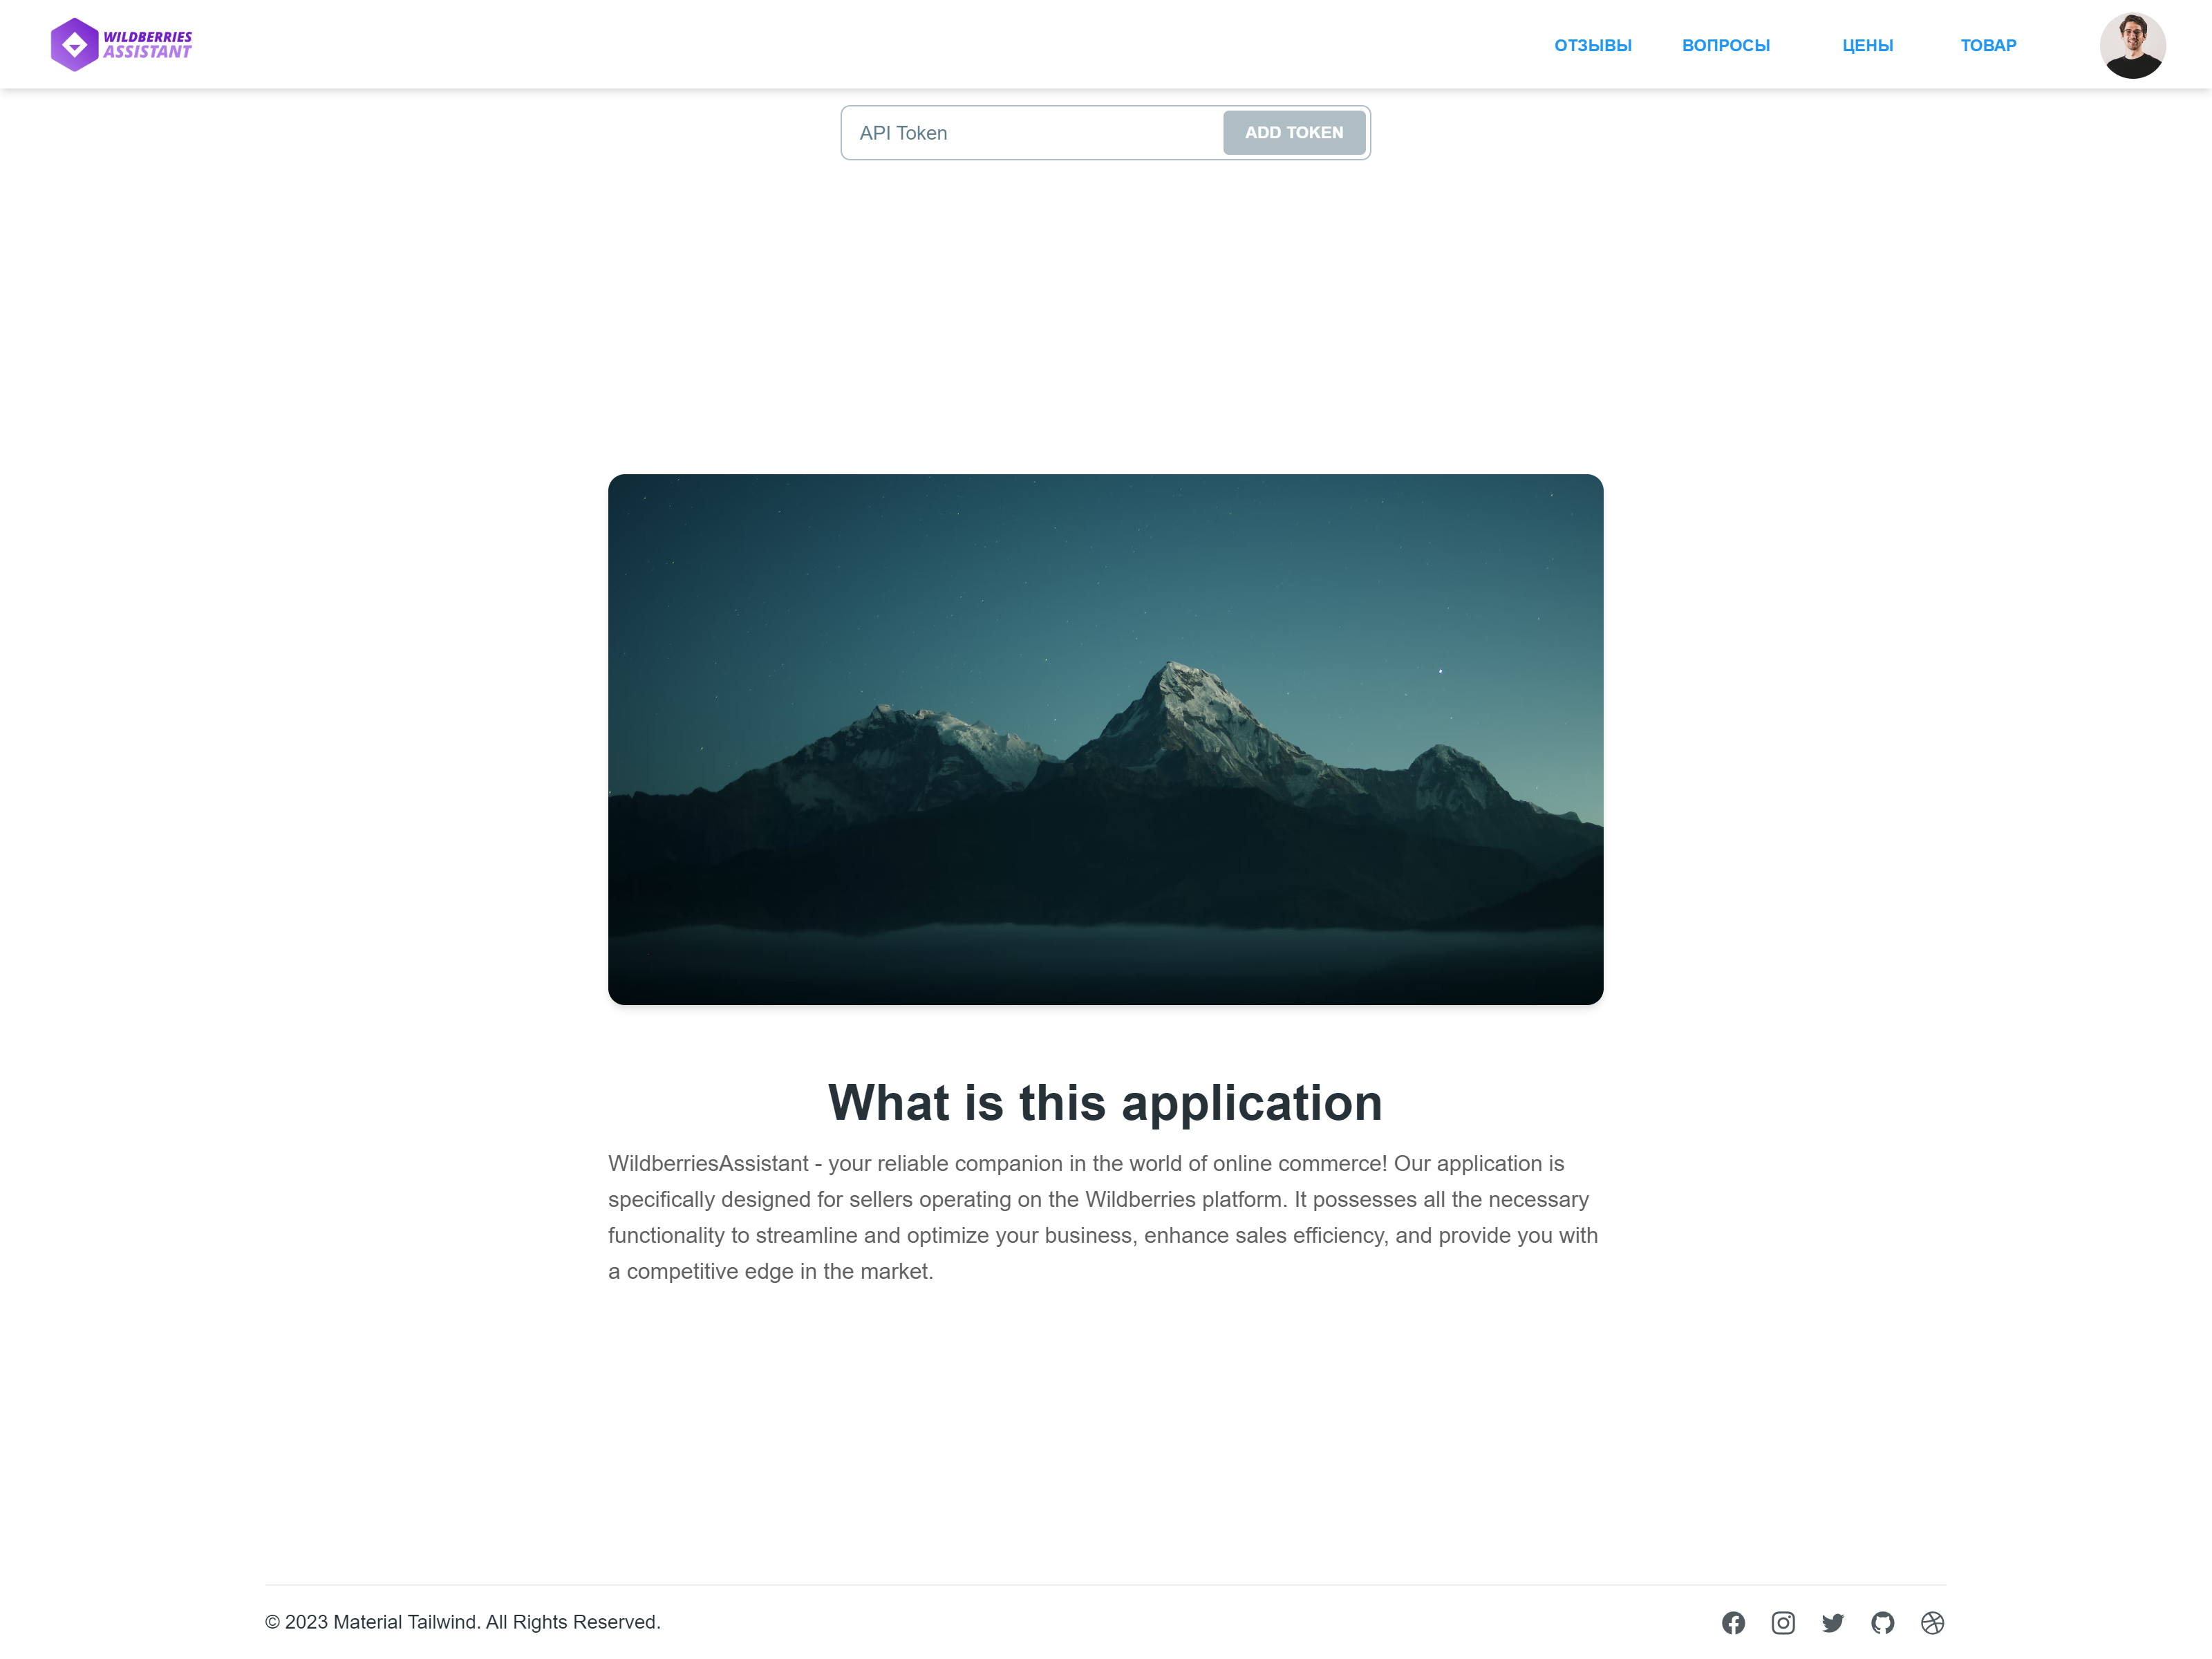 WILDBERRIES
ASSISTANT
ОТЗЫВЫ
ВОПРОСЫ
ЦЕНЫ
ТОВАР
API Token
ADD TOKEN
What is this application
WildberriesAssistant - your reliable companion in the world of online commerce! Our application is
specifically designed for sellers operating on the Wildberries platform. It possesses all the necessary
functionality to streamline and optimize your business, enhance sales efficiency, and provide you with
a competitive edge in the market.
© 2023 Material Tailwind. All Rights Reserved.